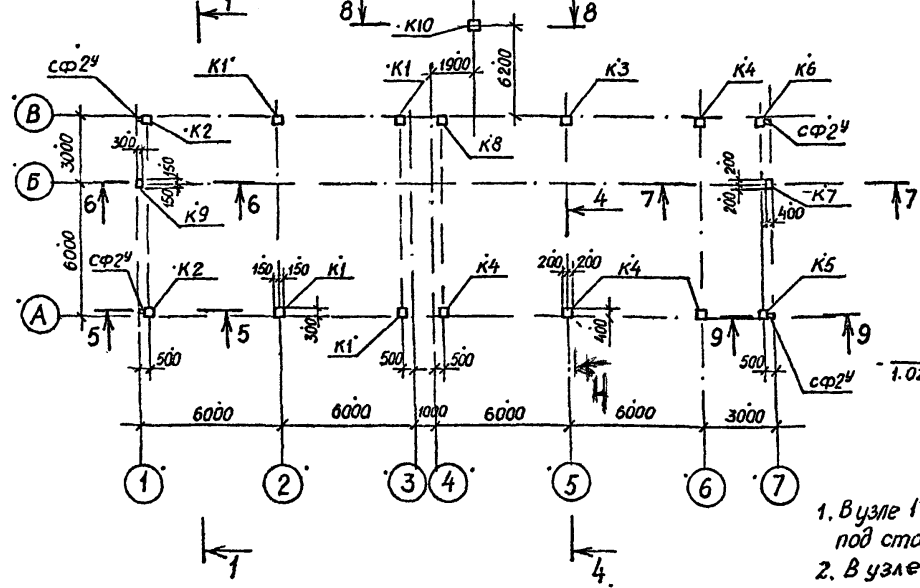 1
8 8
К10
1900
6200
сф2у К1 К1 К3 К4 К6
В
К2 К8 сф2у
3000
300 150 150
200 200
Б
6 6 4 7 7
К9 К7
400
6000
сф2у К2 150 150 К1 200 200 К4 К4 К5
А
5 5 300 К1 400 9 9
500 500 500 500 сф2у
4
1.02
6000 6000 1000 6000 6000 3000
1 2 3 4 5 6 7
1 4
1. В узле 1
под ста
2. В узле